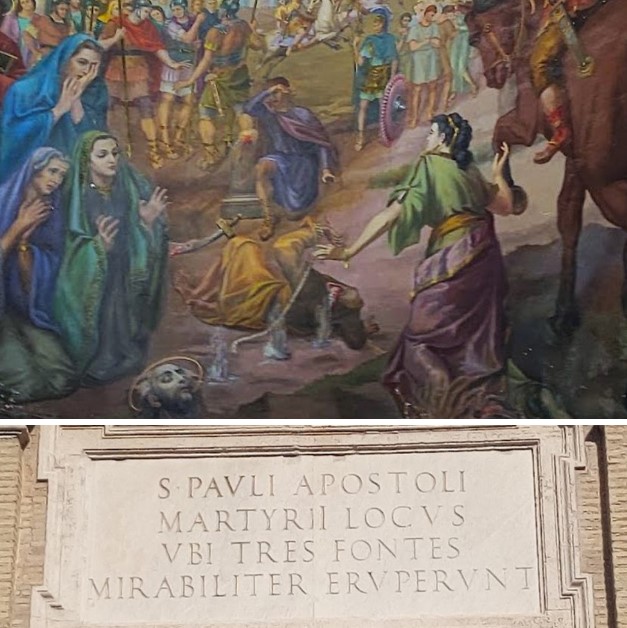 S·PAVLI APOSTOLI
MARTYRII LOCVS
VBI TRES FONTES
MIRABILITER ERVPERVNT